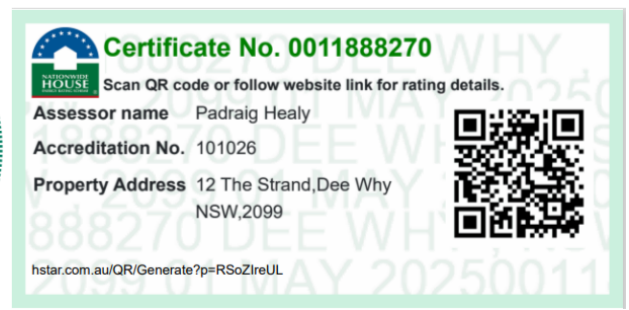 Certificate No. 0011888270
NATIONWIDE
HOUSE
Scan QR code or follow website link for rating details.
Assessor name Padraig Healy
Accreditation No. 101026
Property Address 12 The Strand,Dee Why
NSW,2099
hstar.com.au/QR/Generate?p=RSoZIreUL